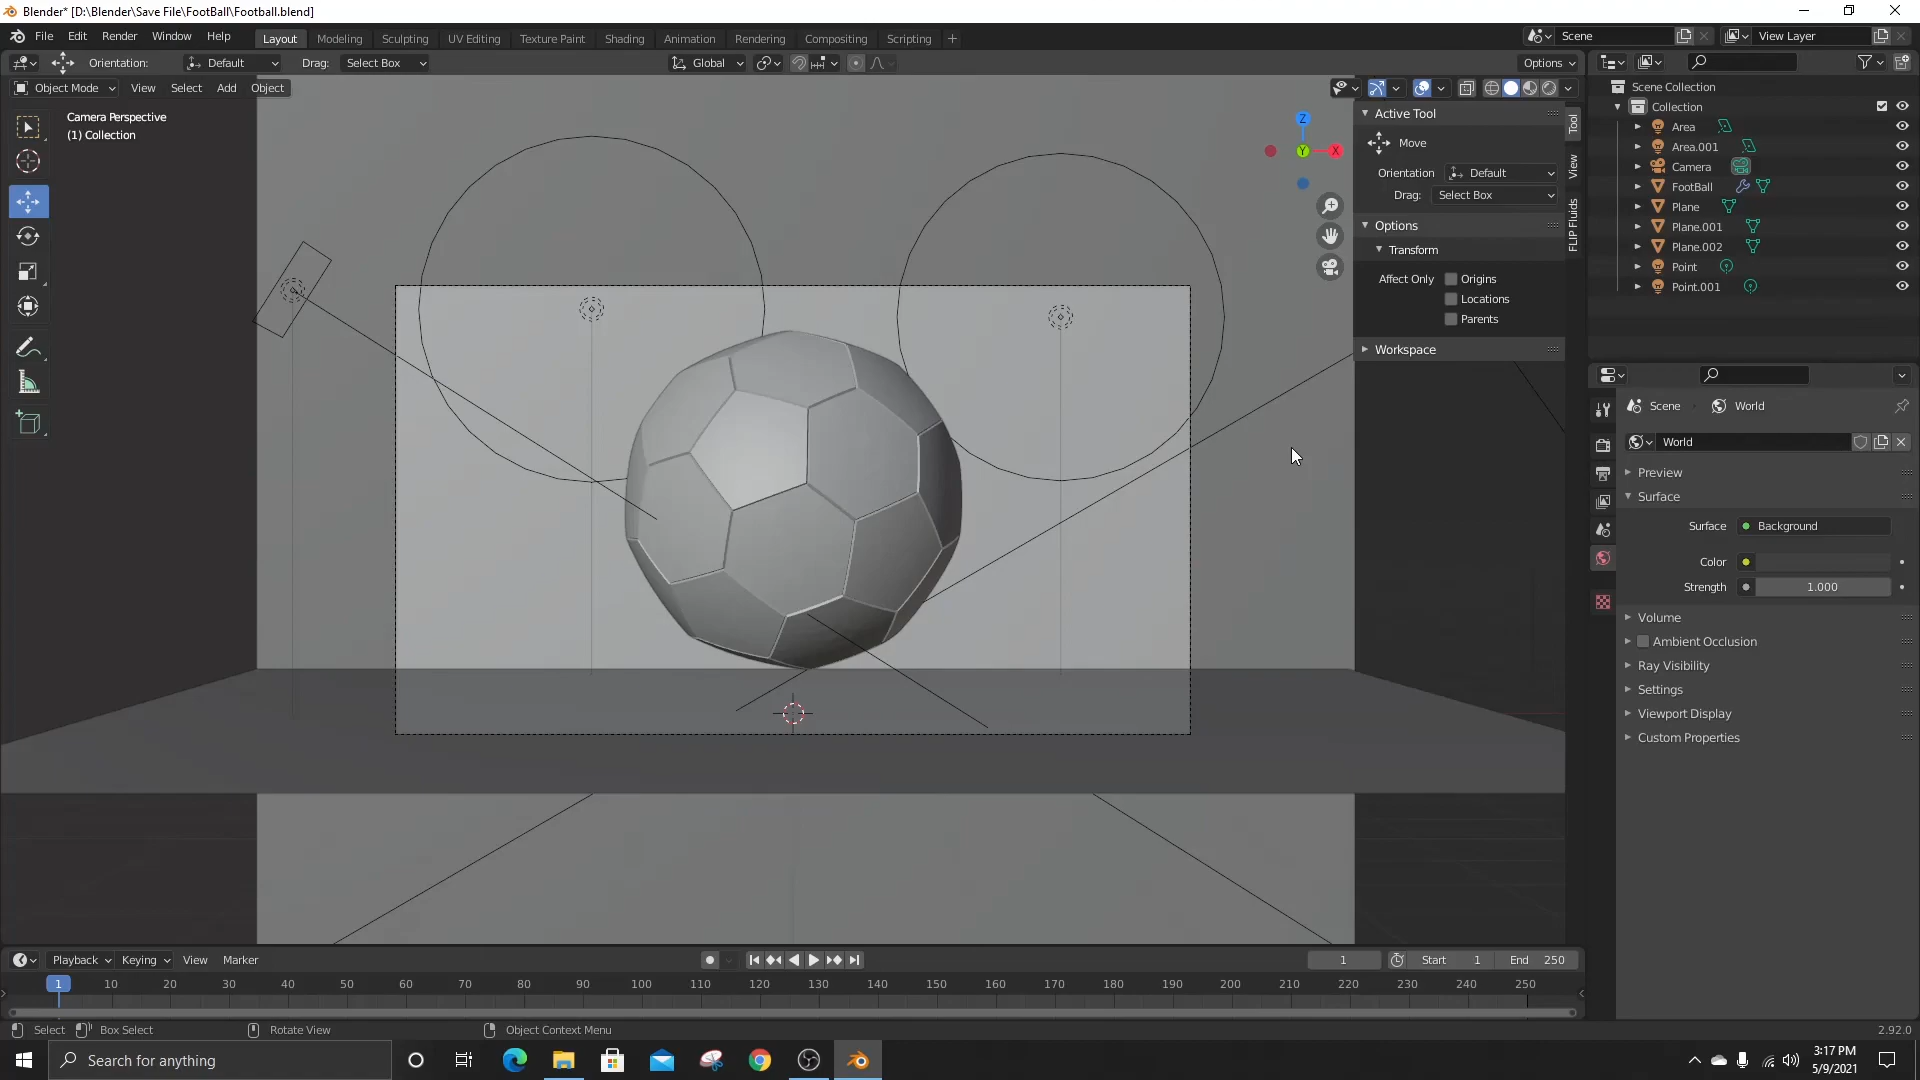 Blender* [D:\Blender\Save File\FootBall\Football.blend]
File Edit Render Window Help Layout Modeling Sculpting UV Editing Texture Paint Shading Animation Rendering Compositing Scripting Scene View Layer
Orientation: Default Drag: Select Box Global Options
Object Mode View Select Add Object
Camera Perspective
(1) Collection
Z
Y
X
Active Tool
Move
Orientation Default
Drag: Select Box
Options
Transform
Affect Only Origins
Locations
Parents
Workspace
Tool
View
FLIP Fluids
Scene Collection
Collection
Area
Area.001
Camera
FootBall
Plane
Plane.001
Plane.002
Point
Point.001
Scene World
World
Preview
Surface
Surface Background
Color
Strength 1.000
Volume
Ambient Occlusion
Ray Visibility
Settings
Viewport Display
Custom Properties
Playback Keying View Marker 1 Start 1 End 250
1 10 20 30 40 50 60 70 80 90 100 110 120 130 140 150 160 170 180 190 200 210 220 230 240 250
Select Box Select Rotate View Object Context Menu 2.92.0
Search for anything
3:17 PM
5/9/2021